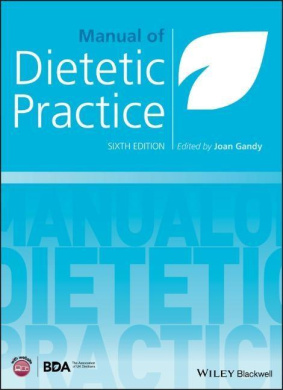 Manual of
Dietetic
Practice
SIXTH EDITION
Edited by Joan Gandy
MANUAL OF
DIETETIC
PRACTICE
BDA The Association
of UK Dietitians
WILEY Blackwell